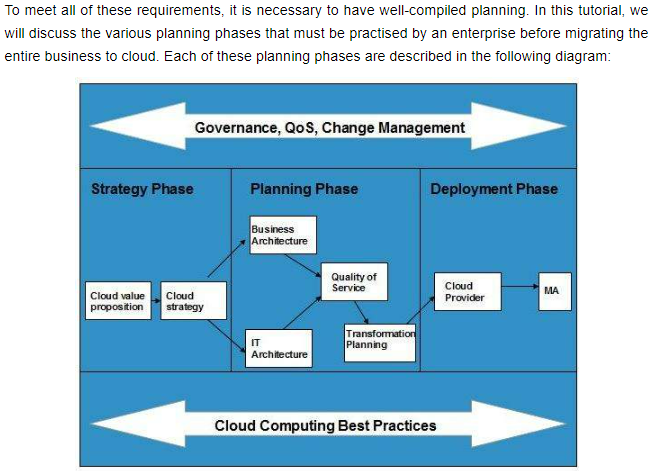 To meet all of these requirements, it is necessary to have well-compiled planning. In this tutorial, we
will discuss the various planning phases that must be practised by an enterprise before migrating the
entire business to cloud. Each of these planning phases are described in the following diagram:
Governance, QoS, Change Management
Strategy Phase
Planning Phase
Deployment Phase
Business
Architecture
Quality of
Service
Cloud value
proposition
Cloud
strategy
Cloud
Provider
MA
IT
Architecture
Transformation
Planning
Cloud Computing Best Practices